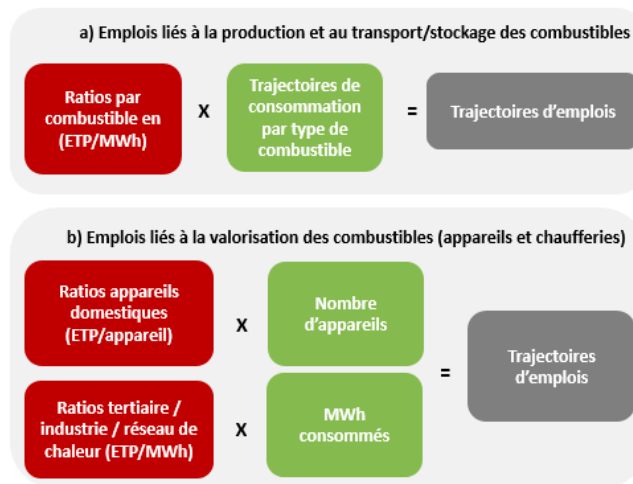 a) Emplois liés à la production et au transport/stockage des combustibles
Ratios par
combustible en
(ETP/MWh)
X
Trajectoires de
consommation
par type de
combustible
=
Trajectoires d’emplois
b) Emplois liés à la valorisation des combustibles (appareils et chaufferies)
Ratios appareils
domestiques
(ETP/appareil)
X
Nombre
d’appareils
Ratios tertiaire /
industrie / réseau de
chaleur (ETP/MWh)
X
MWh
consommés
=
Trajectoires
d’emplois